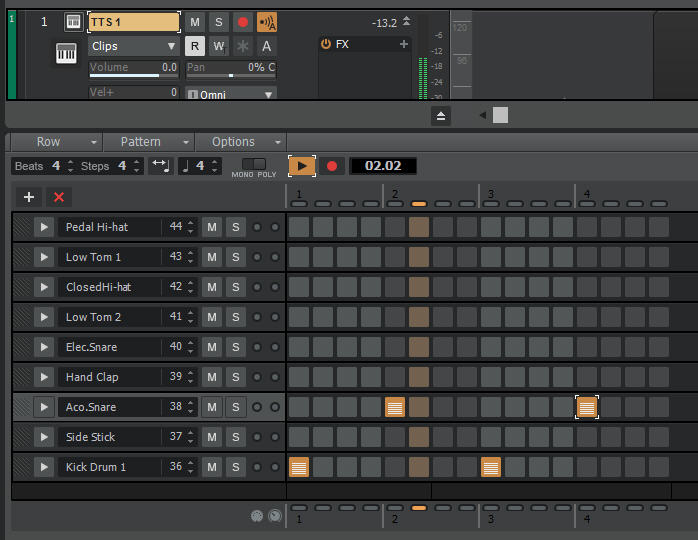 1 1 TTS 1 M S A -13.2
Clips R W A FX +
Volume 0.0 Pan 0% C
Vel+ 0 Omni
-6 -12 -18 -24 -30
120 90
Row Pattern Options
Beats 4 Steps 4 4 MONO POLY 02.02
1 2 3 4
Pedal Hi-hat 44 M S
Low Tom 1 43 M S
ClosedHi-hat 42 M S
Low Tom 2 41 M S
Elec.Snare 40 M S
Hand Clap 39 M S
Aco.Snare 38 M S
Side Stick 37 M S
Kick Drum 1 36 M S
1 2 3 4